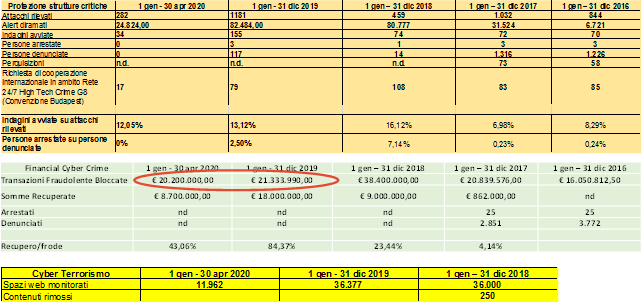 Protezione strutture critiche 1 gen - 30 apr 2020 1 gen - 31 dic 2019 1 gen – 31 dic 2018 1 gen – 31 dic 2017 1 gen – 31 dic 2016
Attacchi rilevati 282 1181 459 1.032 844
Alert diramati 24.824,00 82.484,00 80.777 31.524 6.721
Indagini avviate 34 155 74 72 70
Persone arrestate 0 3 1 3 3
Persone denunciate 0 117 14 1.316 1.226
Perquisizioni n.d. n.d. n.d. 73 58
Richiesta di cooperazione
Internazionale in ambito Rete
24/7 High Tech Crime G8
(Convenzione Budapest) 17 79 108 83 85
Indagini avviate su attacchi
rilevati 12,05% 13,12% 16,12% 6,98% 8,29%
Persone arrestate su persone
denunciate 0% 2,50% 7,14% 0,23% 0,24%
Financial Cyber Crime 1 gen - 30 apr 2020 1 gen - 31 dic 2019 1 gen – 31 dic 2018 1 gen – 31 dic 2017 1 gen – 31 dic 2016
Transazioni Fraudolente Bloccate € 20.200.000,00 € 21.333.990,00 € 38.400.000,00 € 20.839.576,00 € 16.050.812,50
Somme Recuperate € 8.700.000,00 € 18.000.000,00 € 9.000.000,00 € 862.000,00 nd
Arrestati nd nd nd 25 25
Denunciati nd nd nd 2.851 3.772
Recupero/frode 43,06% 84,37% 23,44% 4,14%
Cyber Terrorismo 1 gen - 30 apr 2020 1 gen - 31 dic 2019 1 gen – 31 dic 2018
Spazi web monitorati 11.962 36.377 36.000
Contenuti rimossi 250